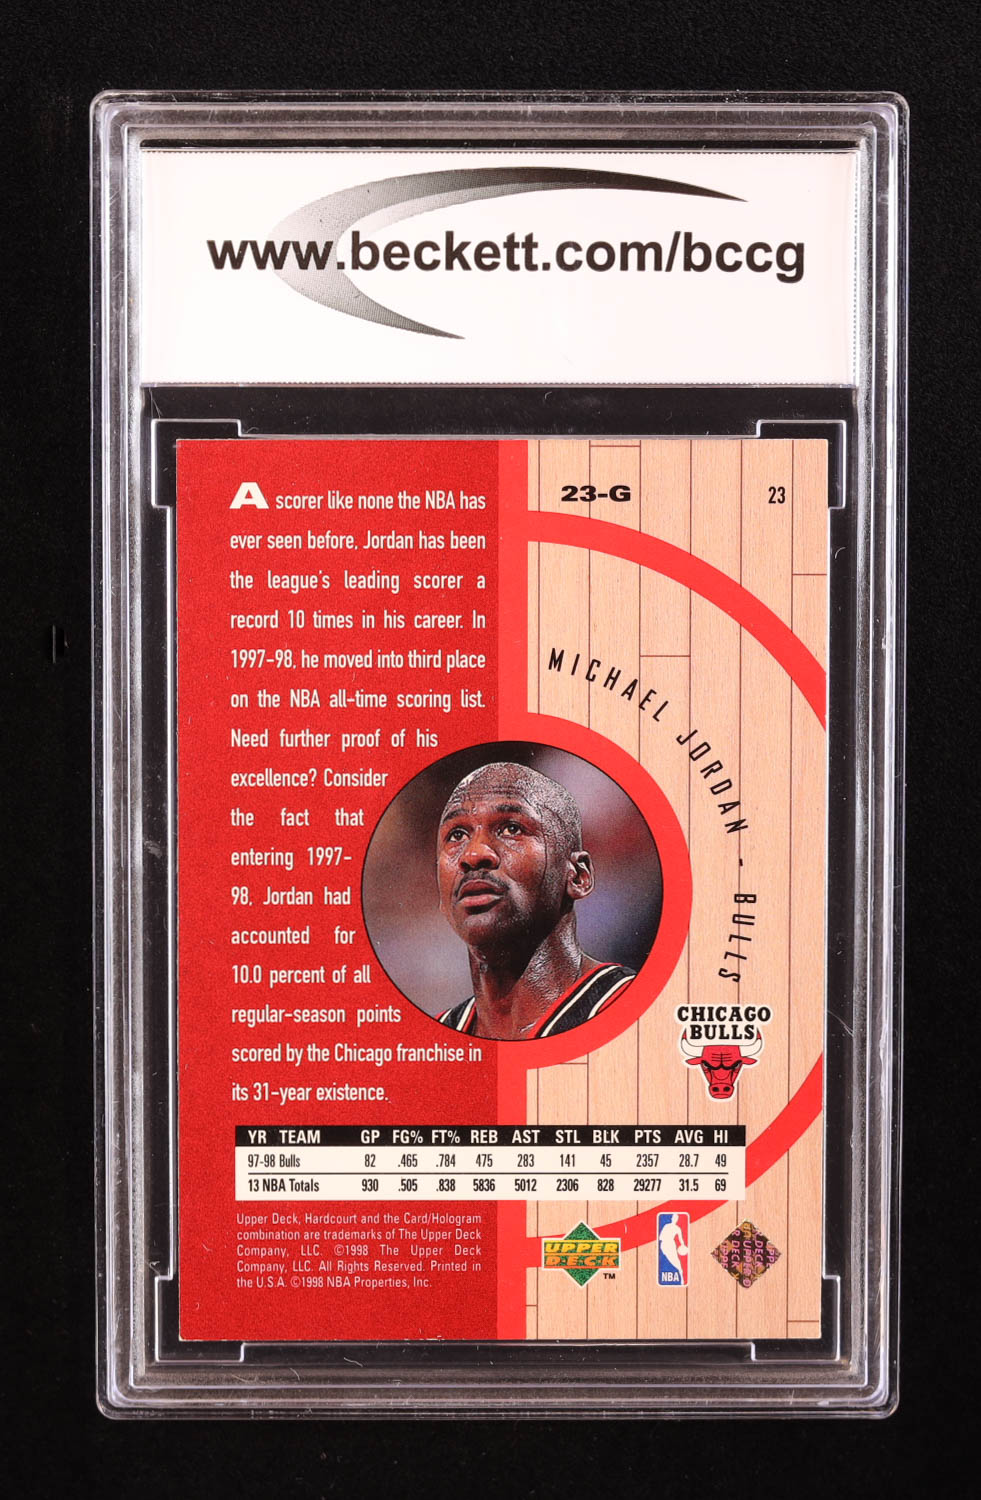 www.beckett.com/bccg
A scorer like none the NBA has
ever seen before, Jordan has been
the league's leading scorer a
record 10 times in his career. In
1997-98, he moved into third place
on the NBA all-time scoring list.
Need further proof of his
excellence? Consider
the fact that
entering 1997-
98, Jordan had
accounted for
10.0 percent of all
regular-season points
scored by the Chicago franchise in
its 31-year existence.
23-G
23
MICHAEL JORDAN - BULLS
CHICAGO
BULLS
YR TEAM GP FG% FT% REB AST STL BLK PTS AVG HI
97-98 Bulls 82 .465 .784 475 283 141 45 2357 28.7 49
13 NBA Totals 930 .505 .838 5836 5012 2306 828 29277 31.5 69
Upper Deck, Hardcourt and the Card/Hologram
combination are trademarks of The Upper Deck
Company, LLC. ©1998 The Upper Deck
Company, LLC. All Rights Reserved. Printed in
the U.S.A. ©1998 NBA Properties, Inc.
UPPER
DECK
TM
NBA